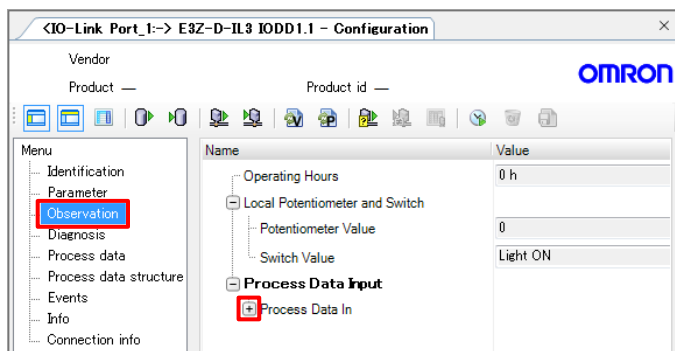 <IO-Link Port_1:-> E3Z-D-IL3 IODD1.1 - Configuration
Vendor
Product —
Product id —
OMRON
Menu
Identification
Parameter
Observation
Diagnosis
Process data
Process data structure
Events
Info
Connection info
Name
Value
Operating Hours
0 h
Local Potentiometer and Switch
Potentiometer Value
0
Switch Value
Light ON
Process Data Input
Process Data In